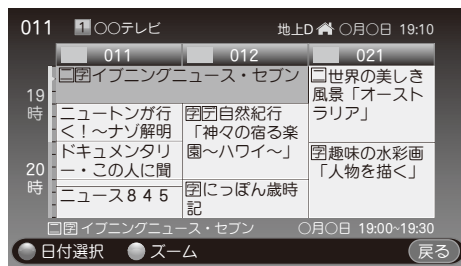 011 1 〇〇テレビ 地上D 〇月〇日 19:10
011 012 021
19時
字イブニングニュース・セブン
世界の美しき
風景「オースト
ラリア」
ニュートンが行
く!~ナゾ解明
字デ自然紀行
「神々の宿る楽
園~ハワイ~」
ドキュメンタリ
ー・この人に聞
字趣味の水彩画
「人物を描く」
20時
ニュース845
字にっぽん歳時
記
字イブニングニュース・セブン 〇月〇日 19:00~19:30
日付選択 ズーム 戻る